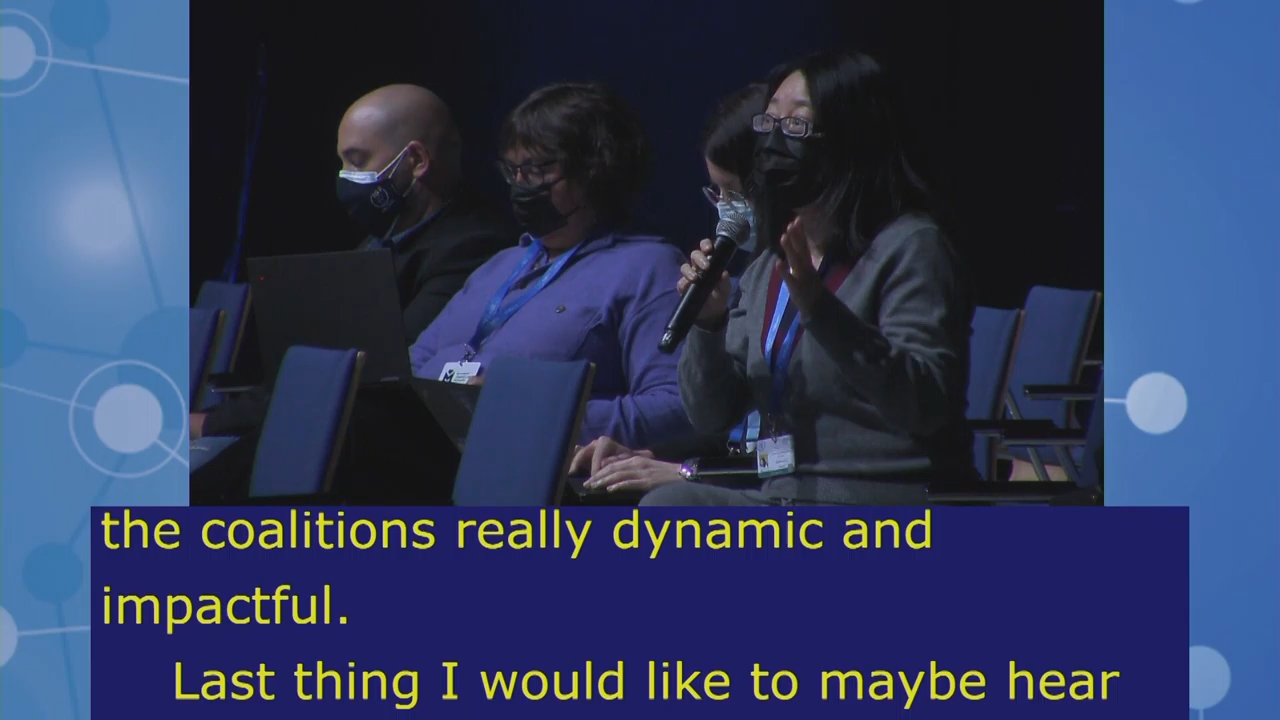 the coalitions really dynamic and
impactful.
Last thing I would like to maybe hear